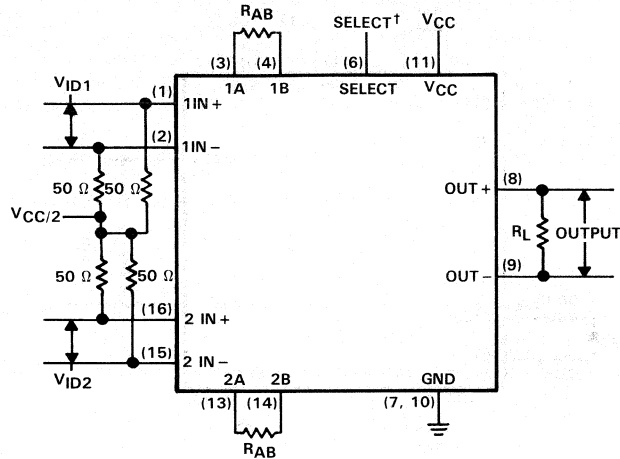 RAB
SELECT† VCC
(3) (4) (6) (11)
1A 1B SELECT VCC
VID1
(1) 1IN +
(2) 1IN -
50 Ω 50 Ω
VCC/2
50 Ω 50 Ω
(16) 2 IN +
(15) 2 IN -
VID2
OUT + (8)
RL OUTPUT
OUT - (9)
2A 2B GND
(13) (14) (7, 10)
RAB